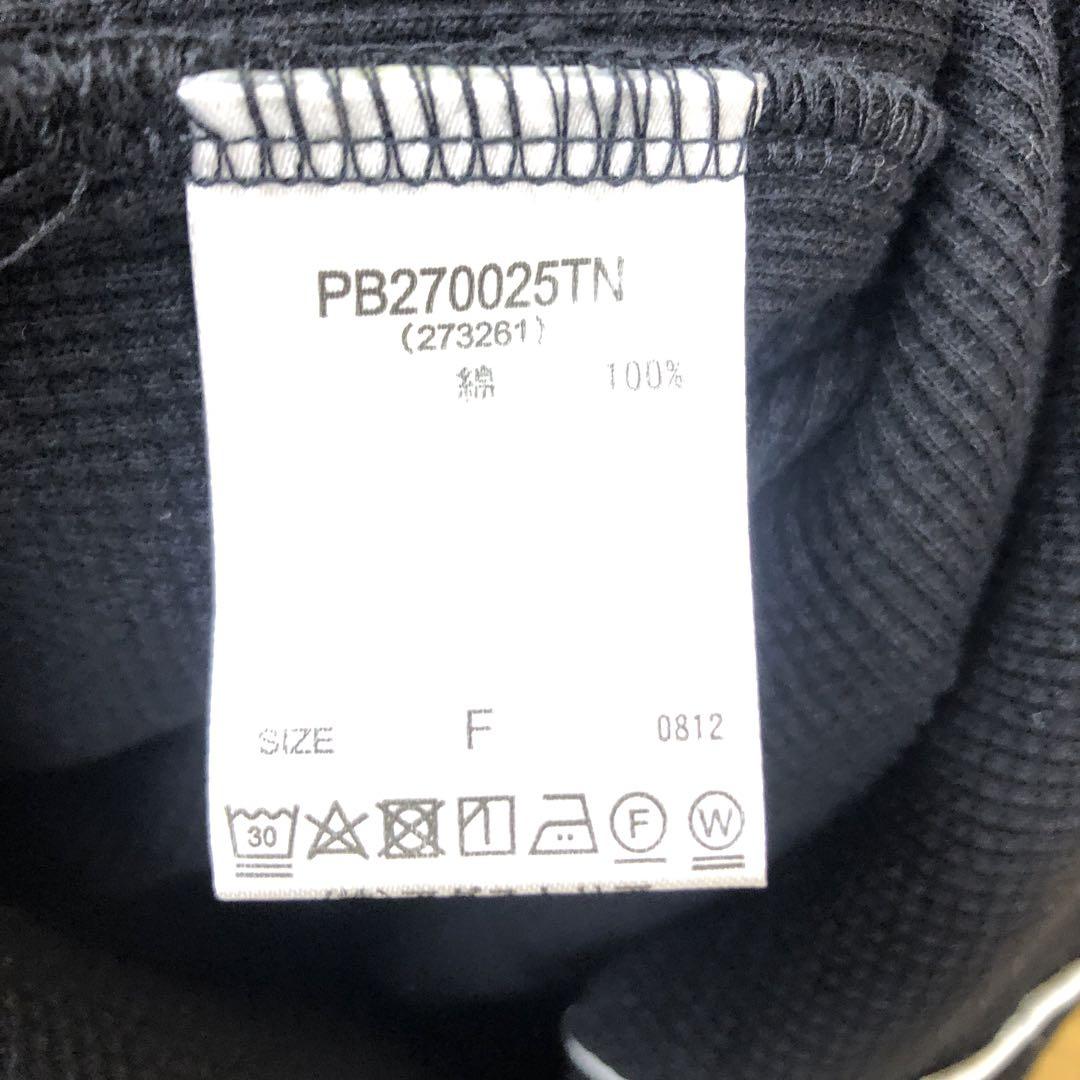 PB270025TN
(273261)
綿 100%
SIZE F 0812
30 F W